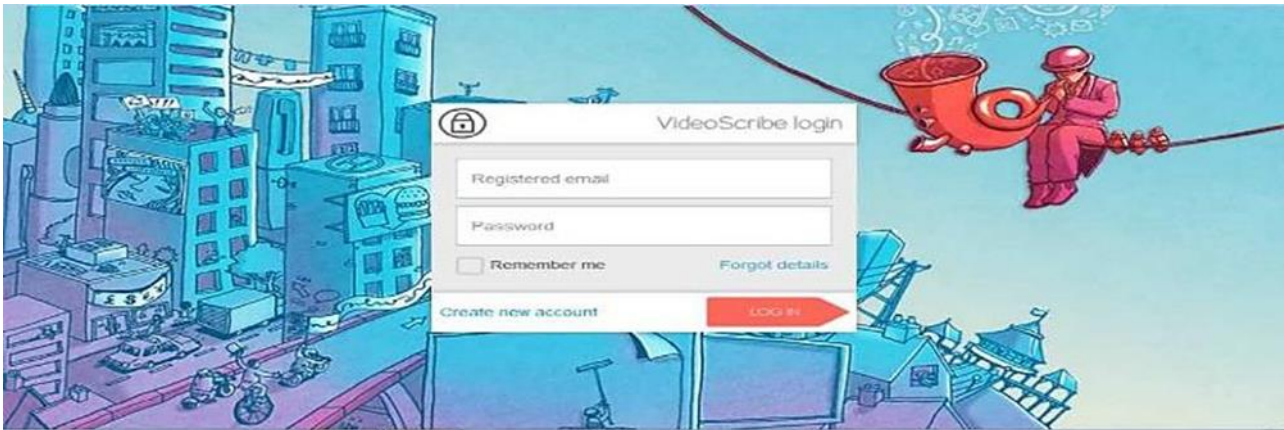 VideoScribe login
Registered email
Password
Remember me
Forgot details
Create new account
LOG IN